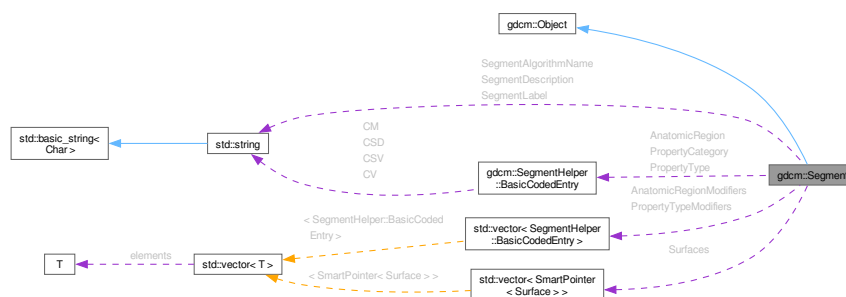 gdcm::Object
SegmentAlgorithmName
SegmentDescription
SegmentLabel
std::basic_string<
Char >
std::string
CM
CSD
CSV
CV
AnatomicRegion
PropertyCategory
PropertyType
gdcm::SegmentHelper
::BasicCodedEntry
gdcm::Segment
AnatomicRegionModifiers
PropertyTypeModifiers
< SegmentHelper::BasicCoded
Entry >
std::vector< SegmentHelper
::BasicCodedEntry >
Surfaces
T
elements
std::vector< T >
< SmartPointer< Surface > >
std::vector< SmartPointer
< Surface > >